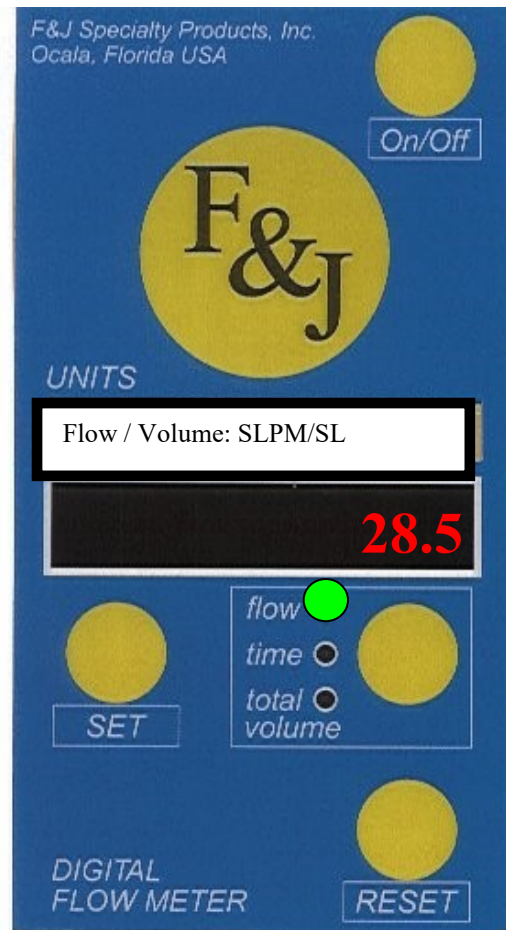 F&J Specialty Products, Inc.
Ocala, Florida USA
On/Off
F&J
UNITS
Flow / Volume: SLPM/SL
28.5
flow
time
total
volume
SET
DIGITAL
FLOW METER
RESET